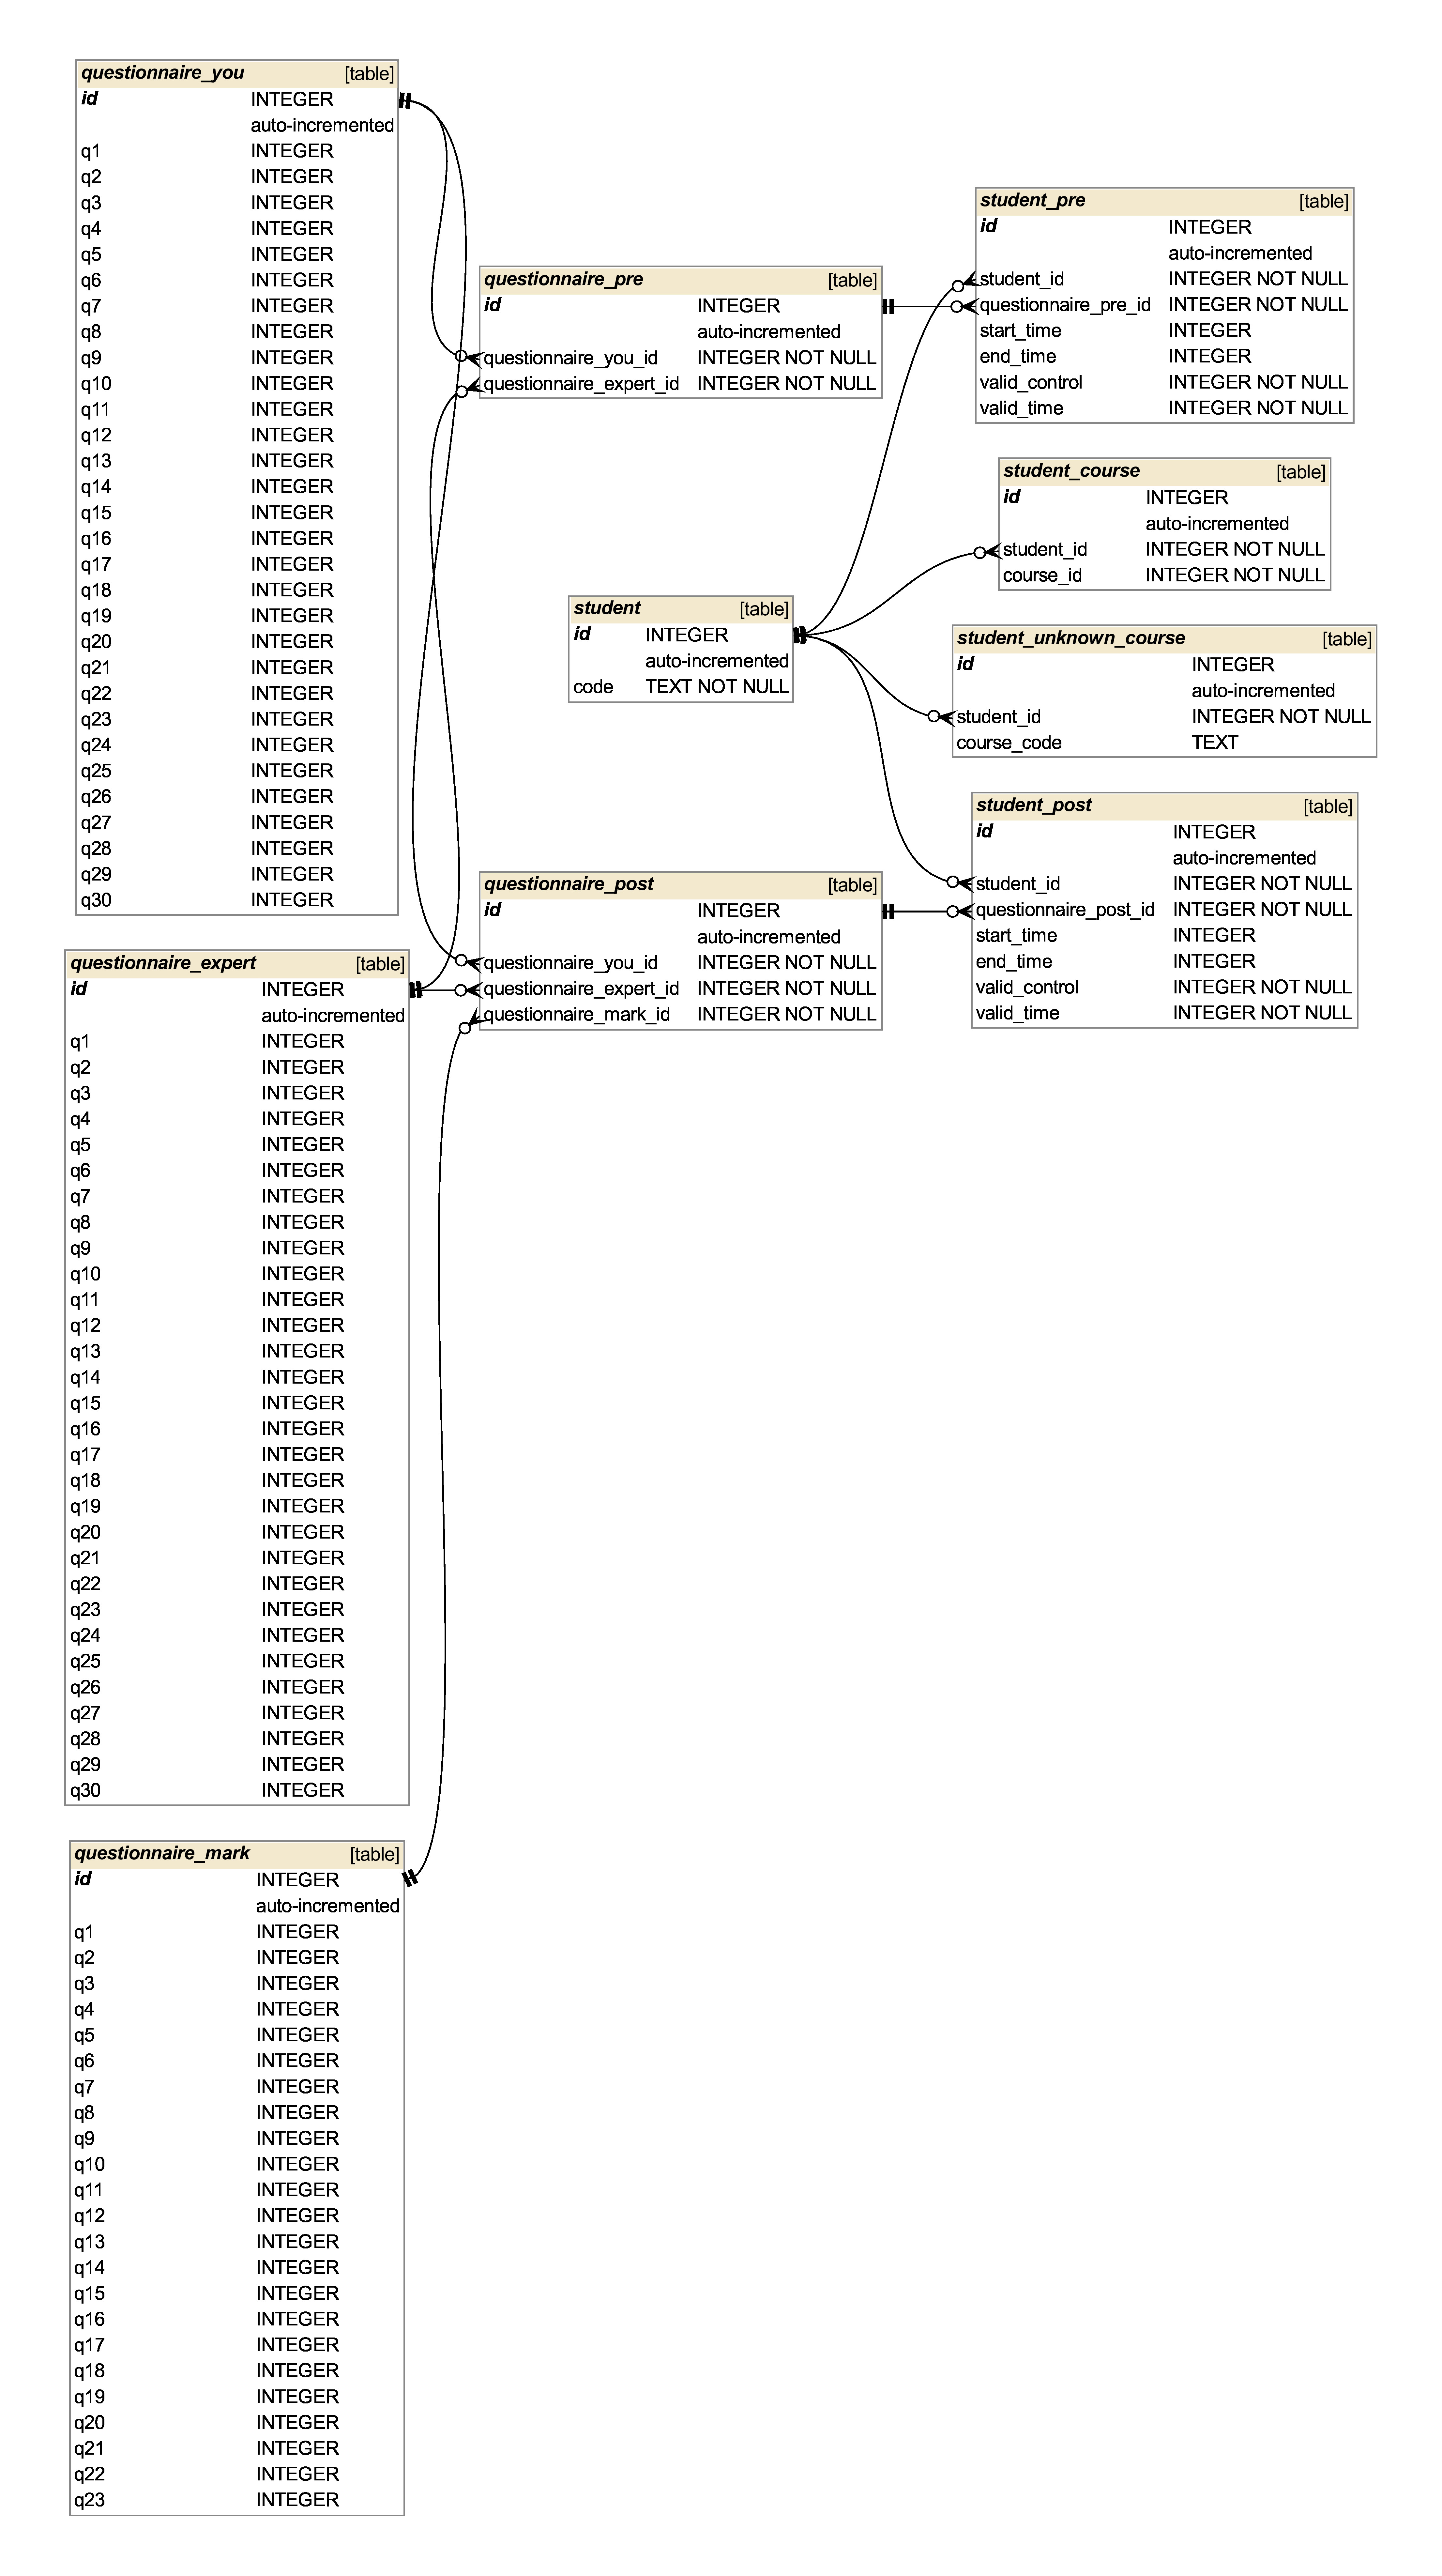 questionnaire_you [table]
id INTEGER
auto-incremented
q1 INTEGER
q2 INTEGER
q3 INTEGER
q4 INTEGER
q5 INTEGER
q6 INTEGER
q7 INTEGER
q8 INTEGER
q9 INTEGER
q10 INTEGER
q11 INTEGER
q12 INTEGER
q13 INTEGER
q14 INTEGER
q15 INTEGER
q16 INTEGER
q17 INTEGER
q18 INTEGER
q19 INTEGER
q20 INTEGER
q21 INTEGER
q22 INTEGER
q23 INTEGER
q24 INTEGER
q25 INTEGER
q26 INTEGER
q27 INTEGER
q28 INTEGER
q29 INTEGER
q30 INTEGER
questionnaire_expert [table]
id INTEGER
auto-incremented
q1 INTEGER
q2 INTEGER
q3 INTEGER
q4 INTEGER
q5 INTEGER
q6 INTEGER
q7 INTEGER
q8 INTEGER
q9 INTEGER
q10 INTEGER
q11 INTEGER
q12 INTEGER
q13 INTEGER
q14 INTEGER
q15 INTEGER
q16 INTEGER
q17 INTEGER
q18 INTEGER
q19 INTEGER
q20 INTEGER
q21 INTEGER
q22 INTEGER
q23 INTEGER
q24 INTEGER
q25 INTEGER
q26 INTEGER
q27 INTEGER
q28 INTEGER
q29 INTEGER
q30 INTEGER
questionnaire_mark [table]
id INTEGER
auto-incremented
q1 INTEGER
q2 INTEGER
q3 INTEGER
q4 INTEGER
q5 INTEGER
q6 INTEGER
q7 INTEGER
q8 INTEGER
q9 INTEGER
q10 INTEGER
q11 INTEGER
q12 INTEGER
q13 INTEGER
q14 INTEGER
q15 INTEGER
q16 INTEGER
q17 INTEGER
q18 INTEGER
q19 INTEGER
q20 INTEGER
q21 INTEGER
q22 INTEGER
q23 INTEGER
questionnaire_pre [table]
id INTEGER
auto-incremented
questionnaire_you_id INTEGER NOT NULL
questionnaire_expert_id INTEGER NOT NULL
student [table]
id INTEGER
auto-incremented
code TEXT NOT NULL
questionnaire_post [table]
id INTEGER
auto-incremented
questionnaire_you_id INTEGER NOT NULL
questionnaire_expert_id INTEGER NOT NULL
questionnaire_mark_id INTEGER NOT NULL
student_pre [table]
id INTEGER
auto-incremented
student_id INTEGER NOT NULL
questionnaire_pre_id INTEGER NOT NULL
start_time INTEGER
end_time INTEGER
valid_control INTEGER NOT NULL
valid_time INTEGER NOT NULL
student_course [table]
id INTEGER
auto-incremented
student_id INTEGER NOT NULL
course_id INTEGER NOT NULL
student_unknown_course [table]
id INTEGER
auto-incremented
student_id INTEGER NOT NULL
course_code TEXT
student_post [table]
id INTEGER
auto-incremented
student_id INTEGER NOT NULL
questionnaire_post_id INTEGER NOT NULL
start_time INTEGER
end_time INTEGER
valid_control INTEGER NOT NULL
valid_time INTEGER NOT NULL